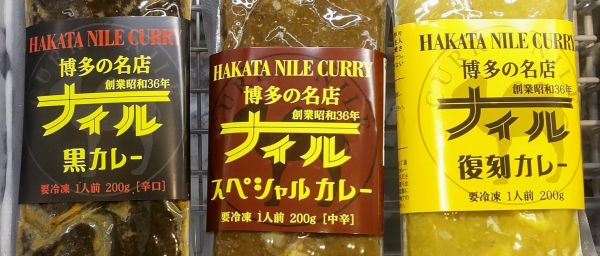 HAKATA NILE CURRY
博多の名店
創業昭和36年
ナイル
黒カレー
要冷凍 1人前 200g [辛口]
HAKATA NILE CURRY
博多の名店
創業昭和36年
ナイル
スペシャルカレー
要冷凍 1人前 200g [中辛]
HAKATA NILE CURRY
博多の名店
創業昭和36年
ナイル
復刻カレー
要冷凍 1人前 200g